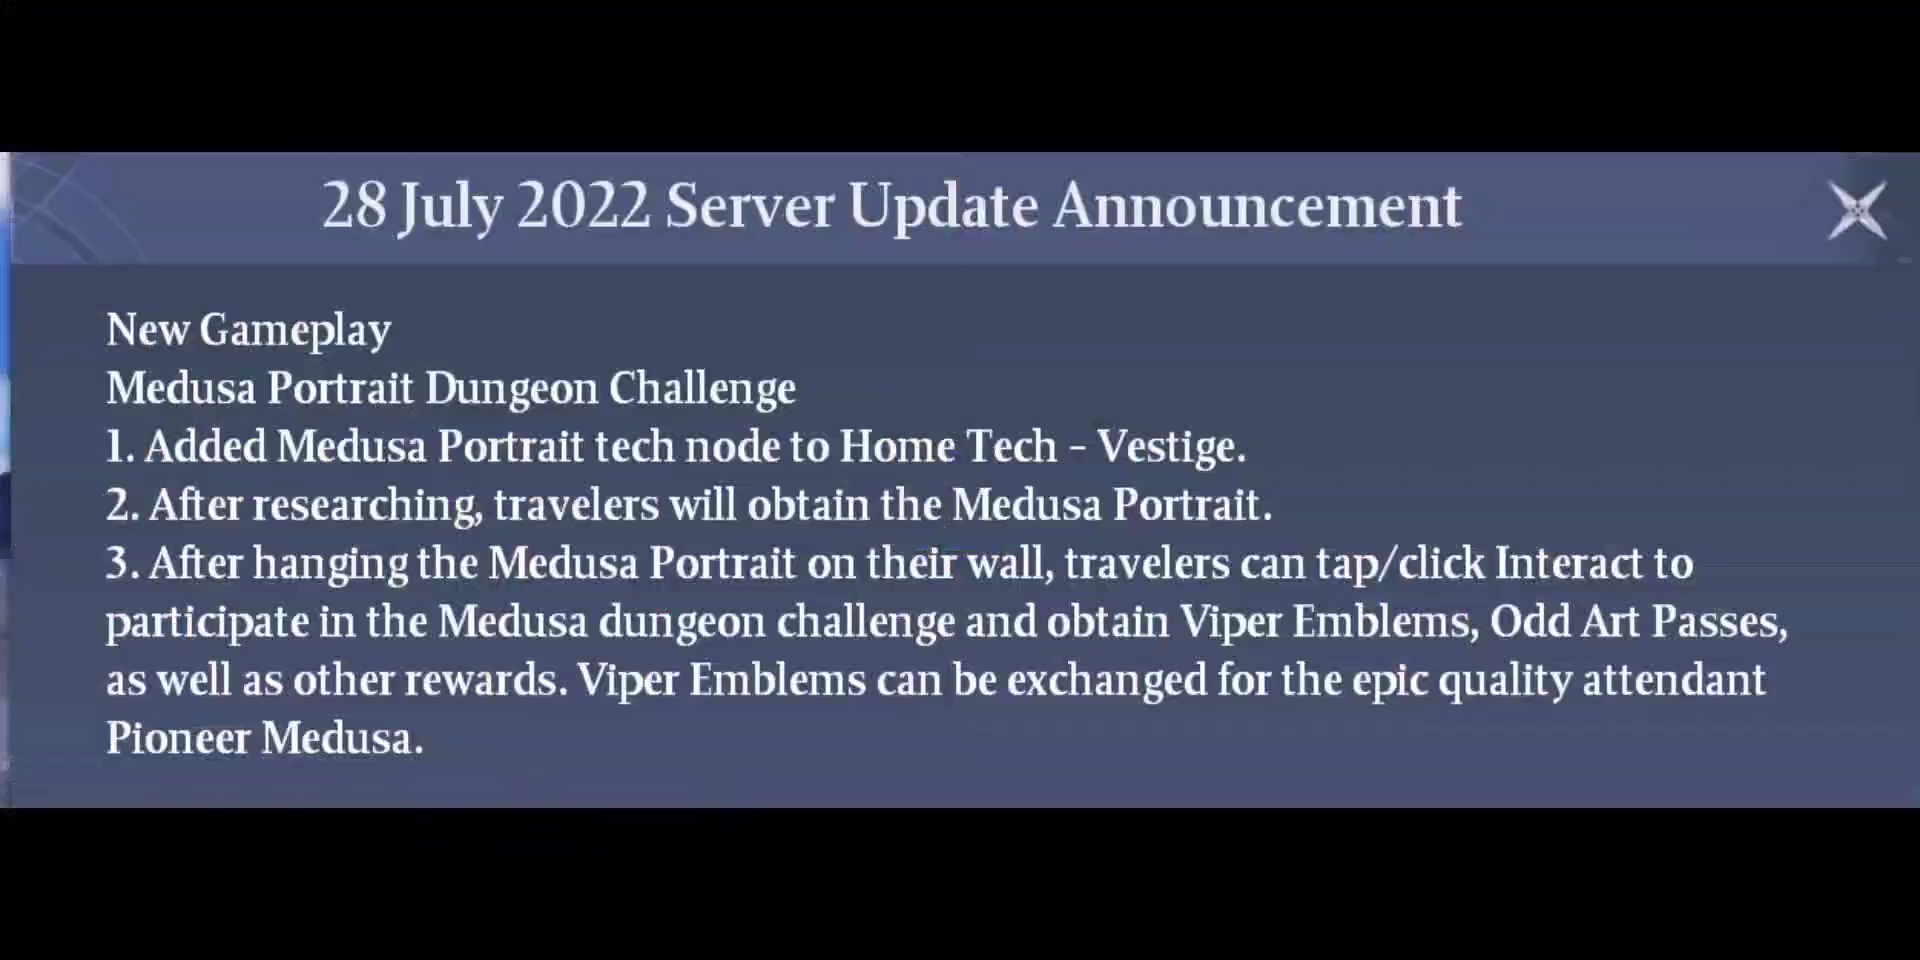 28 July 2022 Server Update Announcement
New Gameplay
Medusa Portrait Dungeon Challenge
1. Added Medusa Portrait tech node to Home Tech - Vestige.
2. After researching, travelers will obtain the Medusa Portrait.
3. After hanging the Medusa Portrait on their wall, travelers can tap/click Interact to
participate in the Medusa dungeon challenge and obtain Viper Emblems, Odd Art Passes,
as well as other rewards. Viper Emblems can be exchanged for the epic quality attendant
Pioneer Medusa.